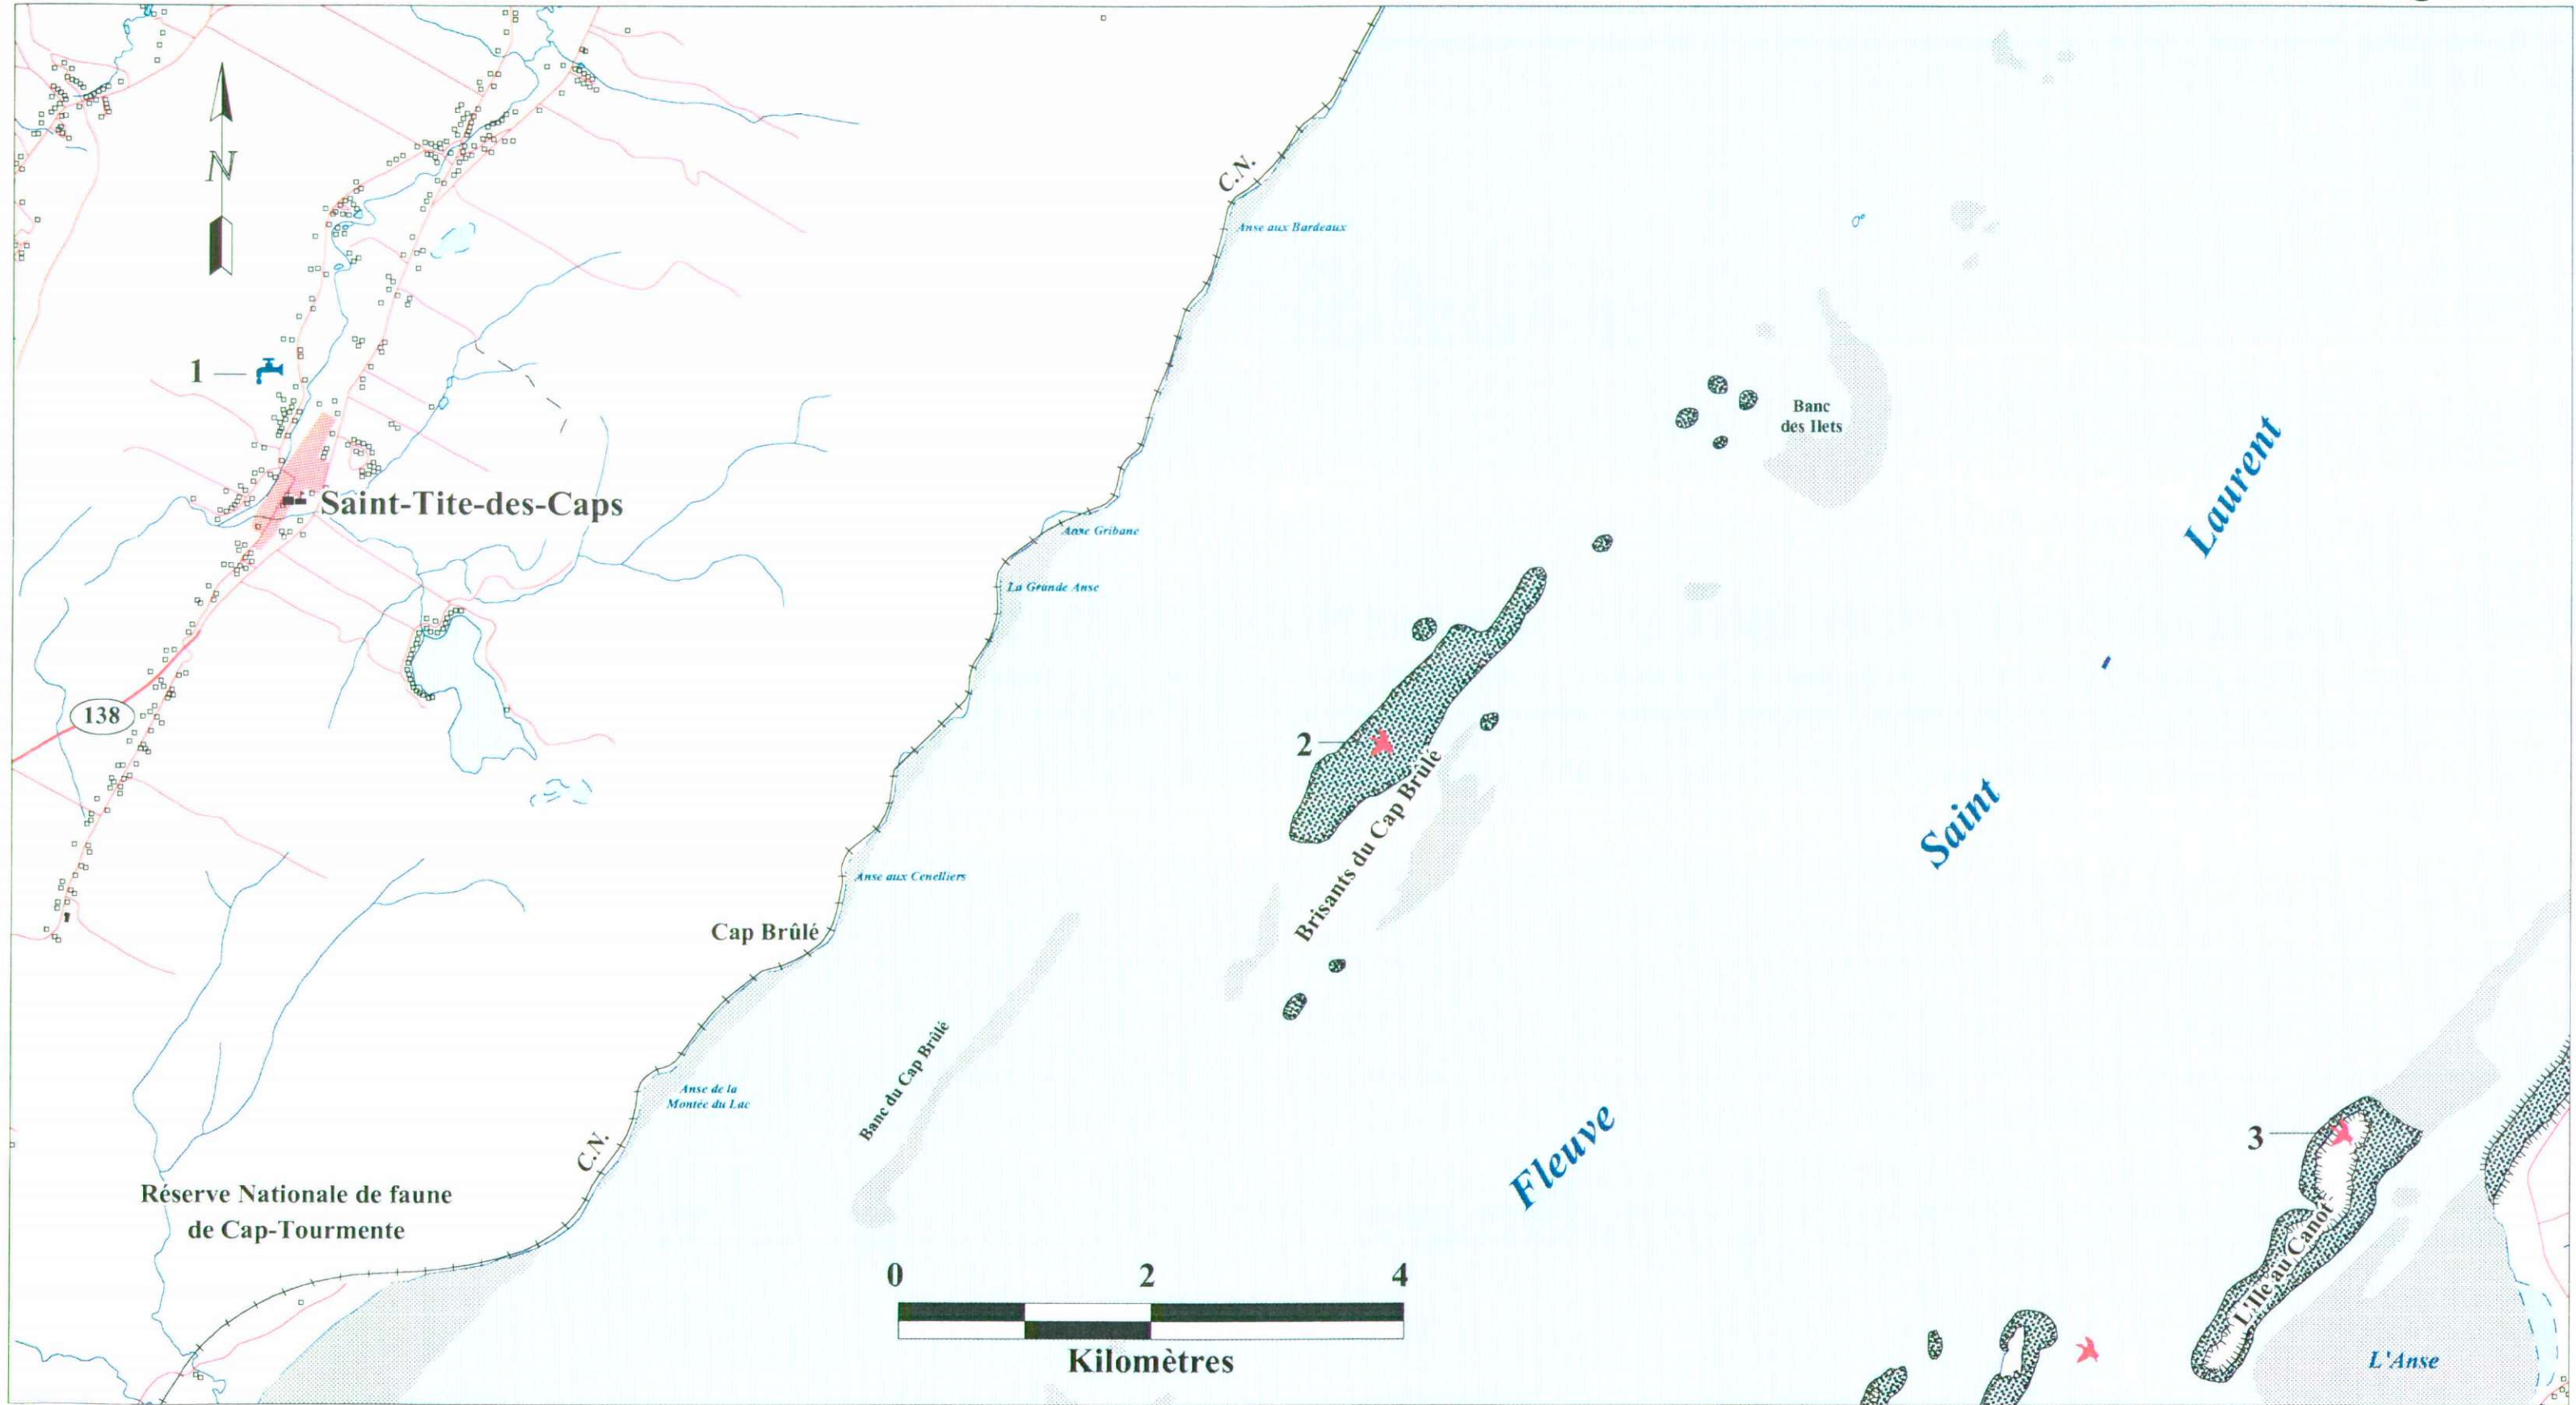 N
C.N.
Anse aux Bardeaux
1
Banc
des Ilets
Laurent
Saint-Tite-des-Caps
Anse Gribane
La Grande Anse
138
2
Brisants du Cap Brûlé
Saint
Anse aux Cenelliers
Cap Brûlé
Banc du Cap Brûlé
Anse de la
Montée du Lac
Fleuve
C.N.
3
Réserve Nationale de faune
de Cap-Tourmente
L'Ile au Canot
0 2 4
Kilomètres
L'Anse